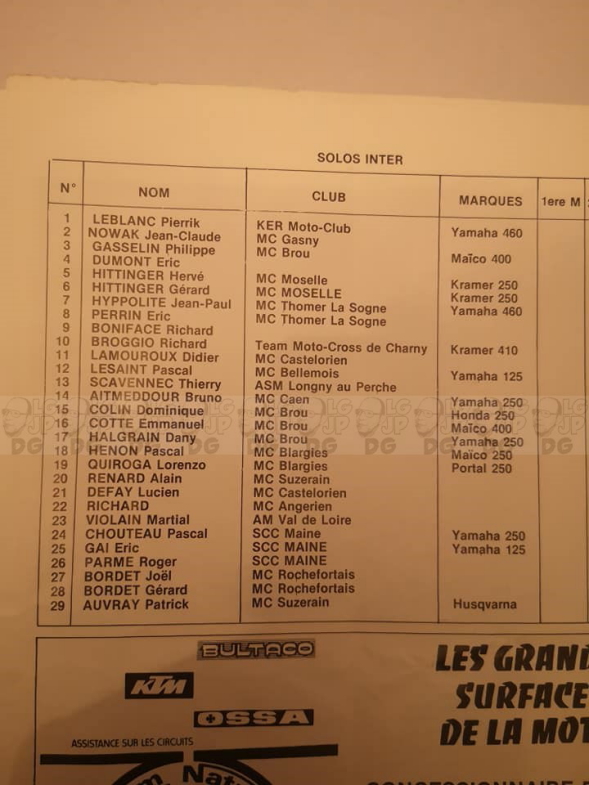 SOLOS INTER
N° NOM CLUB MARQUES 1ere M
1 LEBLANC Pierrik KER Moto-Club Yamaha 460
2 NOWAK Jean-Claude MC Gasny
3 GASSELIN Philippe MC Brou Maïco 400
4 DUMONT Eric
5 HITTINGER Hervé MC Moselle Kramer 250
6 HITTINGER Gérard MC MOSELLE Kramer 250
7 HYPPOLITE Jean-Paul MC Thomer La Sogne Yamaha 460
8 PERRIN Eric MC Thomer La Sogne
9 BONIFACE Richard
10 BROGGIO Richard Team Moto-Cross de Charny Kramer 410
11 LAMOUROUX Didier MC Castelorien
12 LESAINT Pascal MC Bellemois Yamaha 125
13 SCAVENNEC Thierry ASM Longny au Perche
14 AITMEDDOUR Bruno MC Caen Yamaha 250
15 COLIN Dominique MC Brou Honda 250
16 COTTE Emmanuel MC Brou Maïco 400
17 HALGRAIN Dany MC Brou Yamaha 250
18 HENON Pascal MC Blargies Maïco 250
19 QUIROGA Lorenzo MC Blargies Portal 250
20 RENARD Alain MC Suzerain
21 DEFAY Lucien MC Castelorien
22 RICHARD MC Angerien
23 VIOLAIN Martial AM Val de Loire
24 CHOUTEAU Pascal SCC Maine Yamaha 250
25 GAI Eric SCC MAINE Yamaha 125
26 PARME Roger SCC MAINE
27 BORDET Joël MC Rochefortais
28 BORDET Gérard MC Rochefortais
29 AUVRAY Patrick MC Suzerain Husqvarna
BULTACO
KTM
OSSA
ASSISTANCE SUR LES CIRCUITS
LES GRAND
SURFACE
DE LA MOT